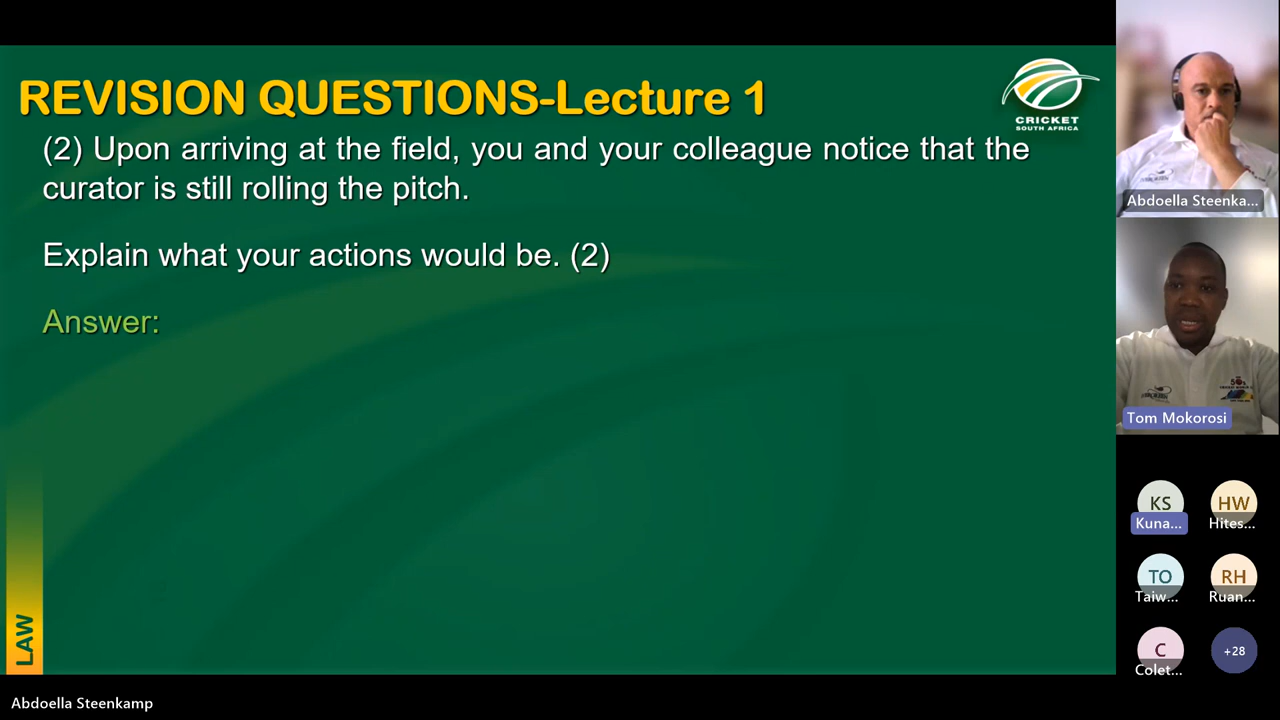 REVISION QUESTIONS-Lecture 1
CRICKET
SOUTH AFRICA
(2) Upon arriving at the field, you and your colleague notice that the
curator is still rolling the pitch.
Explain what your actions would be. (2)
Answer:
LAW
Abdoella Steenkamp
Abdoella Steenka...
Tom Mokorosi
KS
Kuna...
HW
Hites...
TO
Taiw...
RH
Ruan...
C
Colet...
+28